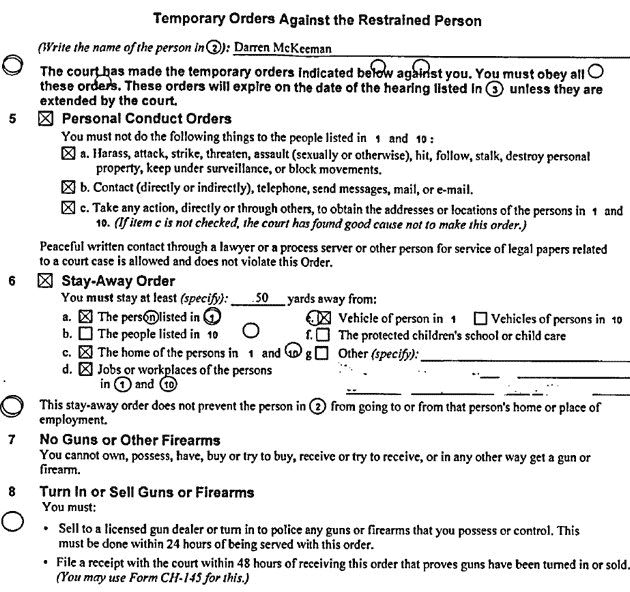 Temporary Orders Against the Restrained Person
(Write the name of the person in ②): Darren McKeeman
The court has made the temporary orders indicated below against you. You must obey all
these orders. These orders will expire on the date of the hearing listed in ③ unless they are
extended by the court.
5 ☒ Personal Conduct Orders
You must not do the following things to the people listed in 1 and 10 :
☒ a. Harass, attack, strike, threaten, assault (sexually or otherwise), hit, follow, stalk, destroy personal
property, keep under surveillance, or block movements.
☒ b. Contact (directly or indirectly), telephone, send messages, mail, or e-mail.
☒ c. Take any action, directly or through others, to obtain the addresses or locations of the persons in 1 and
10. (If item c is not checked, the court has found good cause not to make this order.)
Peaceful written contact through a lawyer or a process server or other person for service of legal papers related
to a court case is allowed and does not violate this Order.
6 ☒ Stay-Away Order
You must stay at least (specify): 50 yards away from:
a. ☒ The person listed in ① e. ☒ Vehicle of person in 1 ☐ Vehicles of persons in 10
b. ☐ The people listed in 10 f. ☐ The protected children's school or child care
c. ☒ The home of the persons in 1 and ⑩ g ☐ Other (specify):
d. ☒ Jobs or workplaces of the persons
in ① and ⑩
This stay-away order does not prevent the person in ② from going to or from that person's home or place of
employment.
7 No Guns or Other Firearms
You cannot own, possess, have, buy or try to buy, receive or try to receive, or in any other way get a gun or
firearm.
8 Turn In or Sell Guns or Firearms
You must:
• Sell to a licensed gun dealer or turn in to police any guns or firearms that you possess or control. This
must be done within 24 hours of being served with this order.
• File a receipt with the court within 48 hours of receiving this order that proves guns have been turned in or sold.
(You may use Form CH-145 for this.)